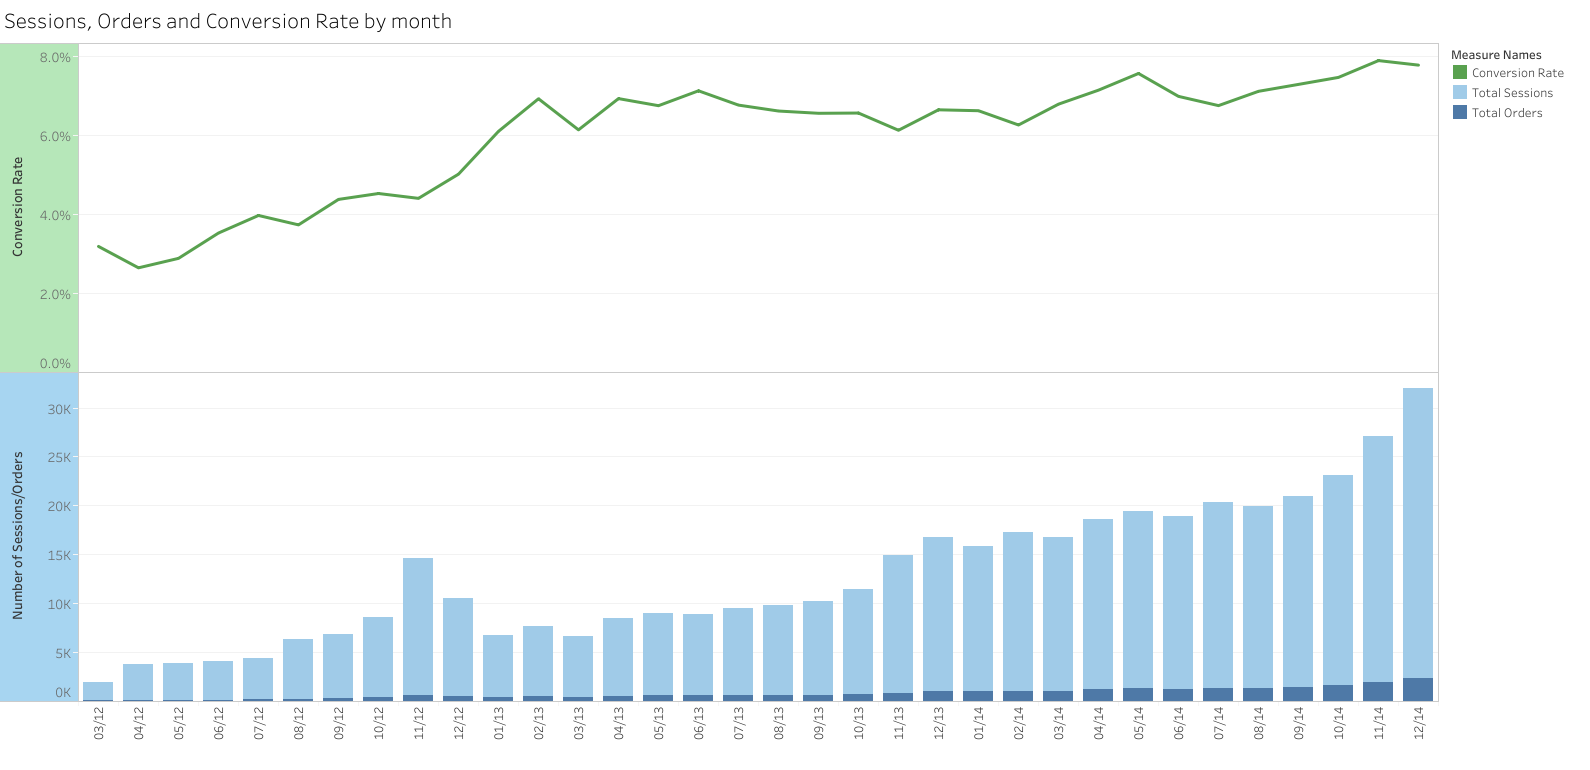 Sessions, Orders and Conversion Rate by month
Measure Names
Conversion Rate
Total Sessions
Total Orders
Conversion Rate
8.0%
6.0%
4.0%
2.0%
0.0%
Number of Sessions/Orders
30K
25K
20K
15K
10K
5K
0K
03/12
04/12
05/12
06/12
07/12
08/12
09/12
10/12
11/12
12/12
01/13
02/13
03/13
04/13
05/13
06/13
07/13
08/13
09/13
10/13
11/13
12/13
01/14
02/14
03/14
04/14
05/14
06/14
07/14
08/14
09/14
10/14
11/14
12/14